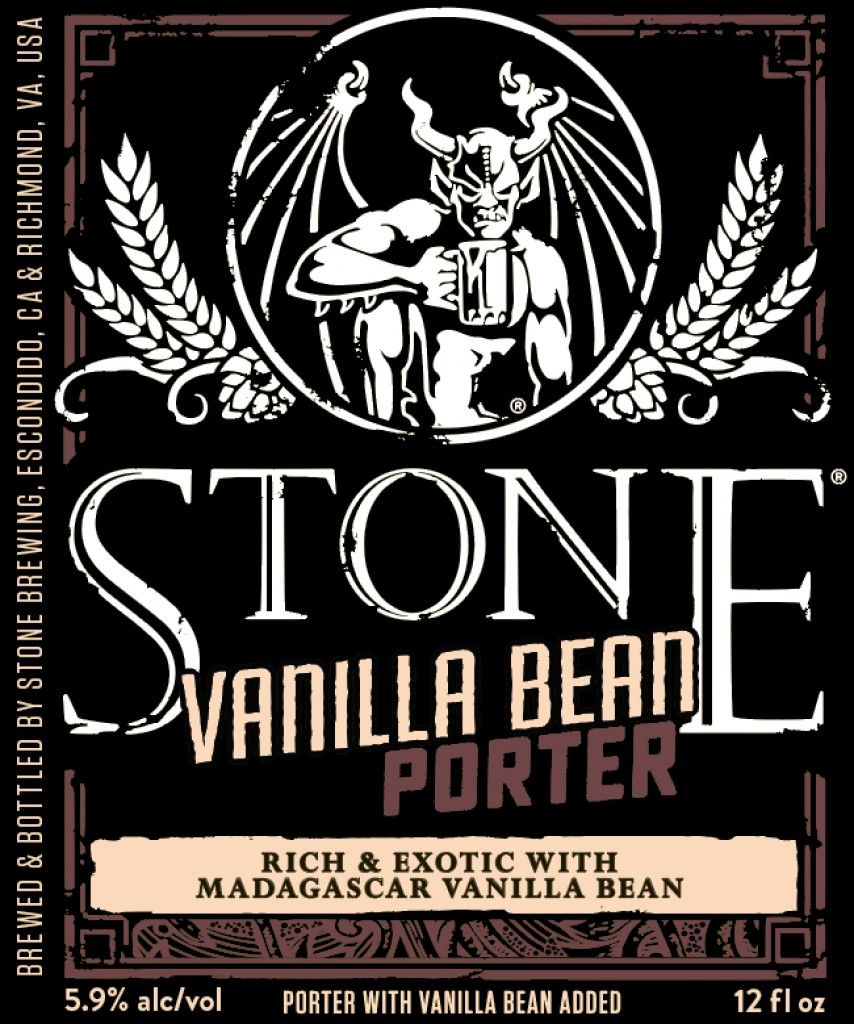 BREWED & BOTTLED BY STONE BREWING, ESCONDIDO, CA & RICHMOND, VA, USA
®
STONE®
VANILLA BEAN
PORTER
RICH & EXOTIC WITH
MADAGASCAR VANILLA BEAN
5.9% alc/vol PORTER WITH VANILLA BEAN ADDED 12 fl oz